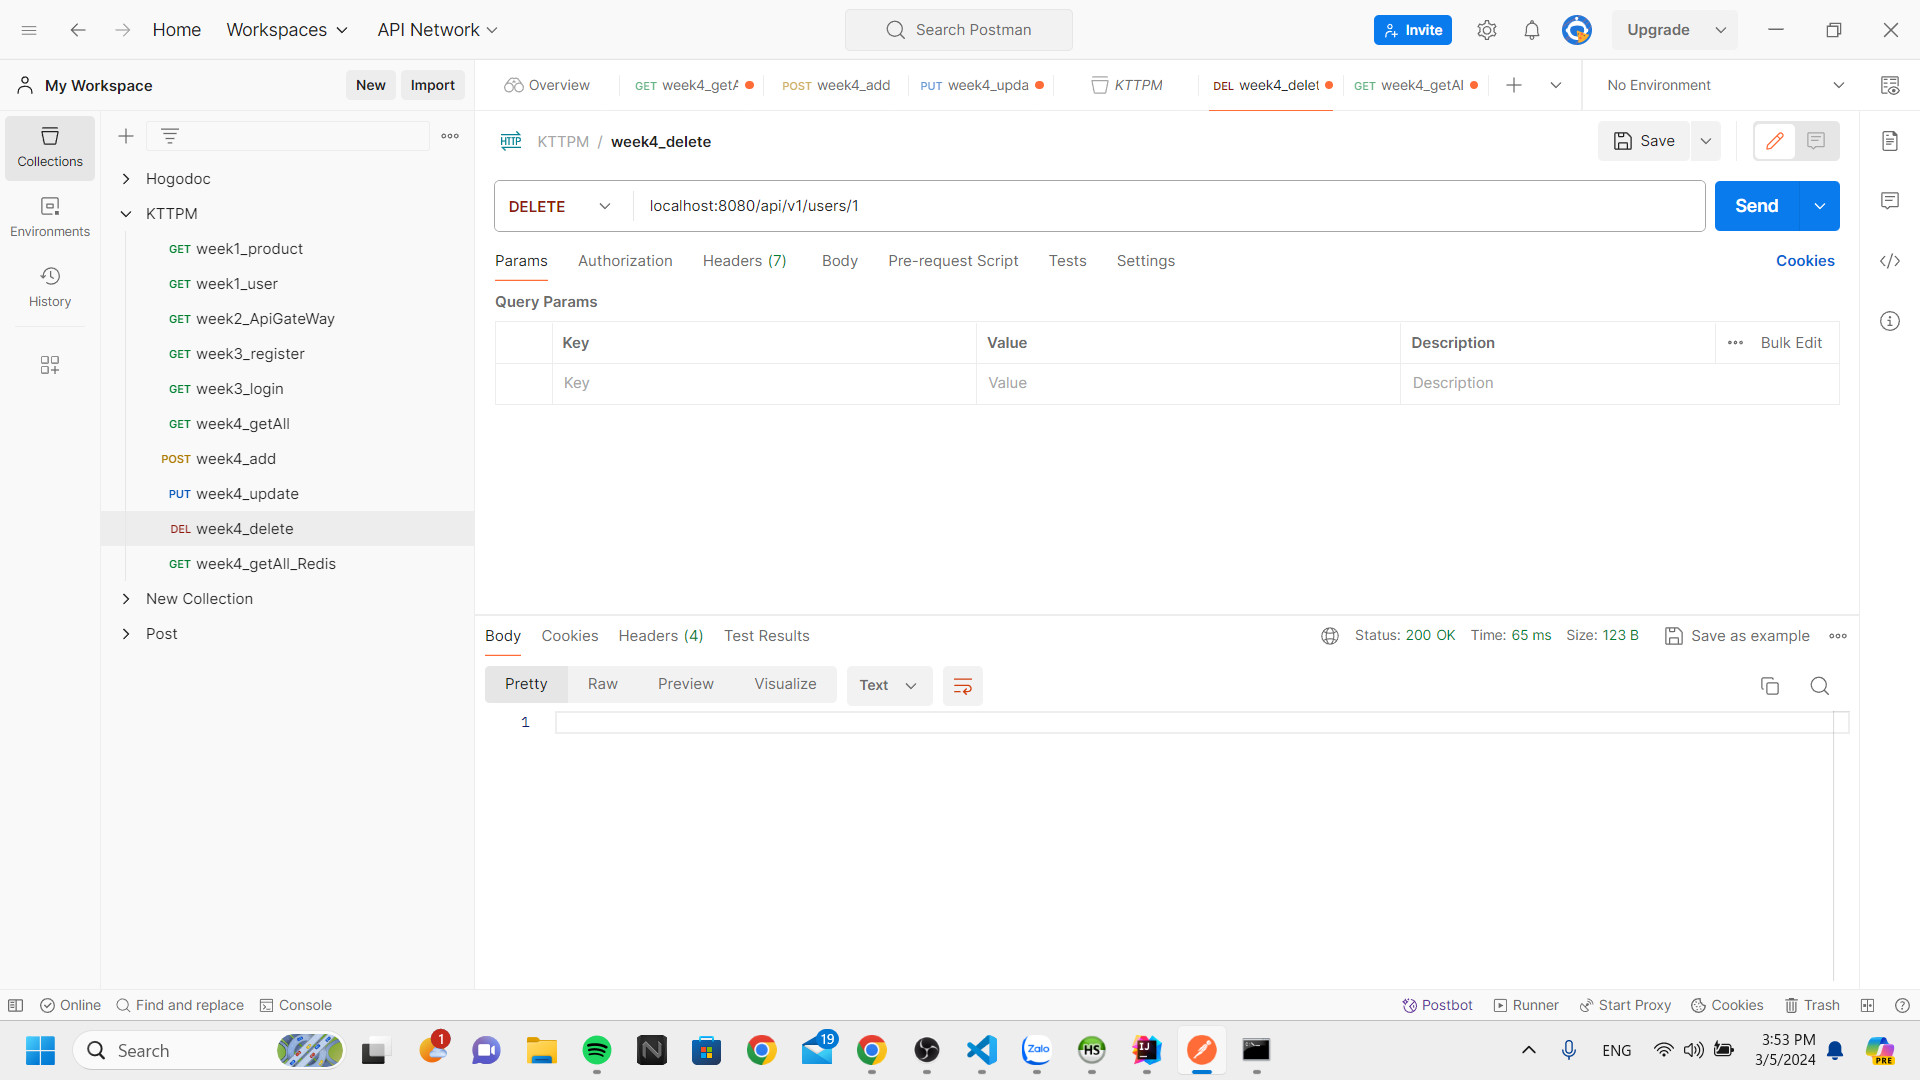 Home Workspaces API Network Search Postman Invite Upgrade
My Workspace New Import Overview GET week4_getA POST week4_add PUT week4_upda KTTPM DEL week4_delet GET week4_getAl No Environment
Collections
Environments
History
Hogodoc
KTTPM
GET week1_product
GET week1_user
GET week2_ApiGateWay
GET week3_register
GET week3_login
GET week4_getAll
POST week4_add
PUT week4_update
DEL week4_delete
GET week4_getAll_Redis
New Collection
Post
HTTP KTTPM / week4_delete Save
DELETE localhost:8080/api/v1/users/1 Send
Params Authorization Headers (7) Body Pre-request Script Tests Settings Cookies
Query Params
Key Value Description Bulk Edit
Key Value Description
Body Cookies Headers (4) Test Results Status: 200 OK Time: 65 ms Size: 123 B Save as example
Pretty Raw Preview Visualize Text
1
Online Find and replace Console Postbot Runner Start Proxy Cookies Trash
Search 1 19 Zalo HS IJ ENG 3:53 PM
3/5/2024 PRE